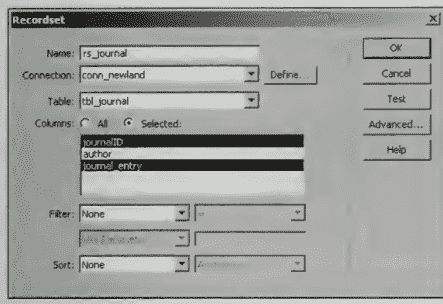 Recordset
Name: rs_journal
OK
Connection: conn_newland
Define...
Cancel
Table: tbl_journal
Test
Columns: All Selected:
Advanced...
journalID
author
journal_entry
Help
Filter: None
=
Sort: None